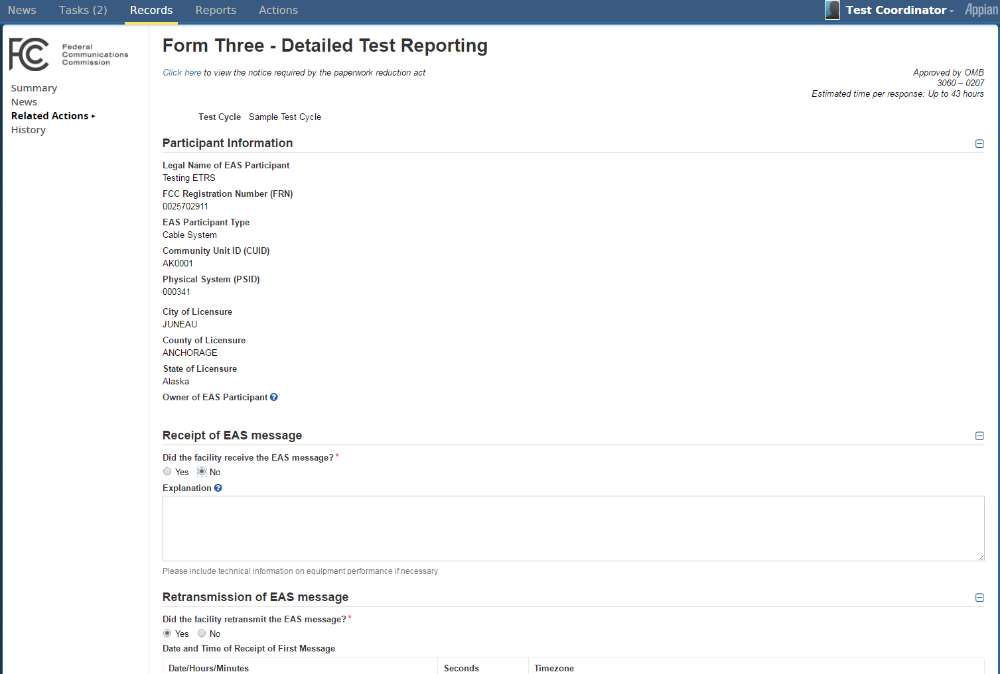 News Tasks (2) Records Reports Actions Test Coordinator Appian
FCC Federal
Communications
Commission
Summary
News
Related Actions
History
Form Three - Detailed Test Reporting
Click here to view the notice required by the paperwork reduction act
Approved by OMB
3060 – 0207
Estimated time per response: Up to 43 hours
Test Cycle Sample Test Cycle
Participant Information
Legal Name of EAS Participant
Testing ETRS
FCC Registration Number (FRN)
0025702911
EAS Participant Type
Cable System
Community Unit ID (CUID)
AK0001
Physical System (PSID)
000341
City of Licensure
JUNEAU
County of Licensure
ANCHORAGE
State of Licensure
Alaska
Owner of EAS Participant ?
Receipt of EAS message
Did the facility receive the EAS message?*
Yes No
Explanation ?
Please include technical information on equipment performance if necessary
Retransmission of EAS message
Did the facility retransmit the EAS message?*
Yes No
Date and Time of Receipt of First Message
Date/Hours/Minutes Seconds Timezone